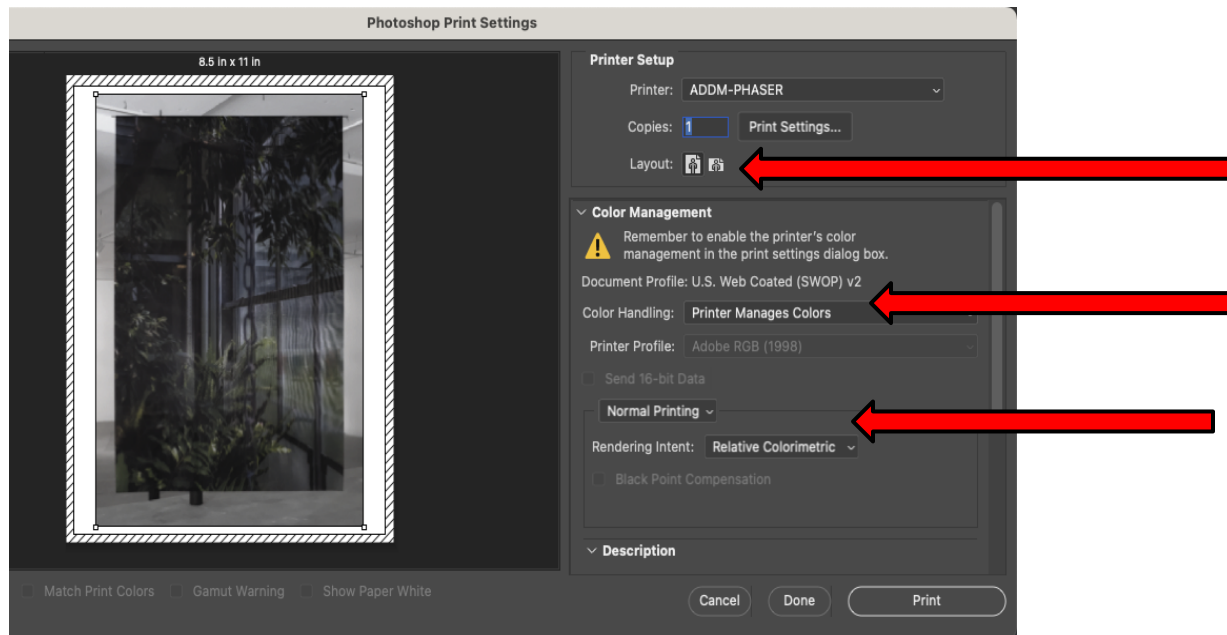 Photoshop Print Settings
8.5 in x 11 in
Printer Setup
Printer: ADDM-PHASER
Copies: 1 Print Settings...
Layout:
Color Management
Remember to enable the printer's color
management in the print settings dialog box.
Document Profile: U.S. Web Coated (SWOP) v2
Color Handling: Printer Manages Colors
Printer Profile: Adobe RGB (1998)
Send 16-bit Data
Normal Printing
Rendering Intent: Relative Colorimetric
Black Point Compensation
Description
Match Print Colors Gamut Warning Show Paper White
Cancel Done Print